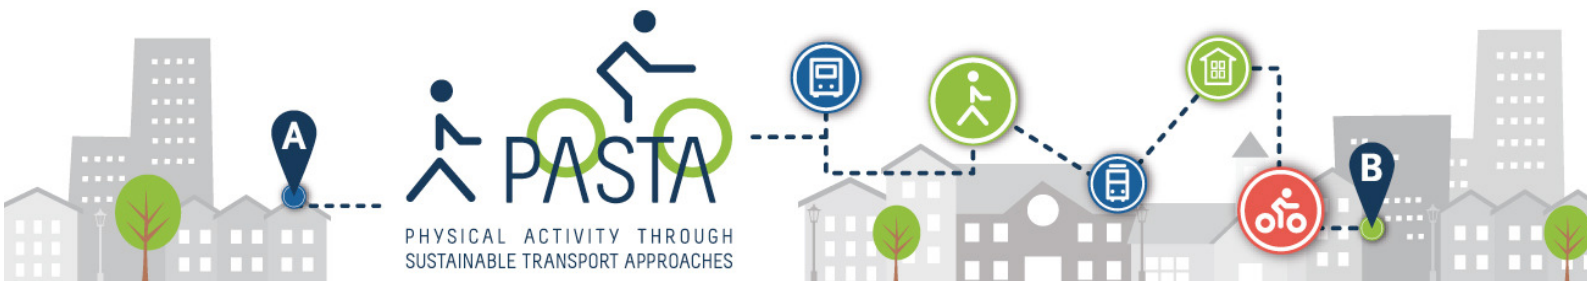 A
PASTA
PHYSICAL ACTIVITY THROUGH
SUSTAINABLE TRANSPORT APPROACHES
B